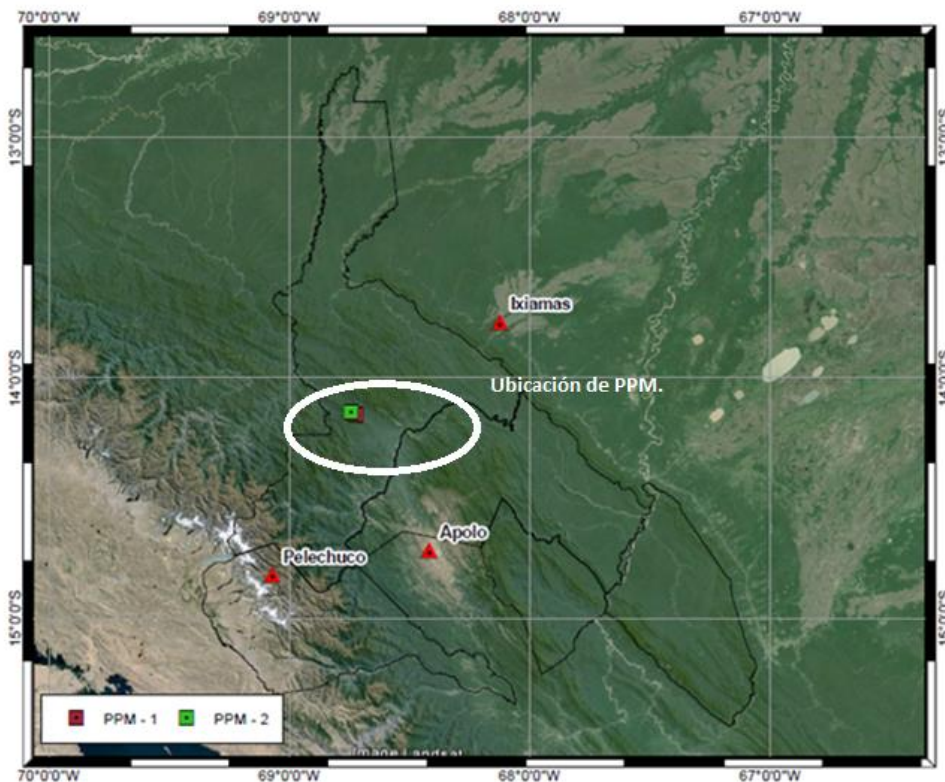 70°0'0"W 69°0'0"W 68°0'0"W 67°0'0"W
13°0'0"S 13°0'0"S
Ixiamas
14°0'0"S 14°0'0"S
Ubicación de PPM.
Apolo
Pelechuco
15°0'0"S 15°0'0"S
PPM - 1 PPM - 2
Image Landsat
70°0'0"W 69°0'0"W 68°0'0"W 67°0'0"W